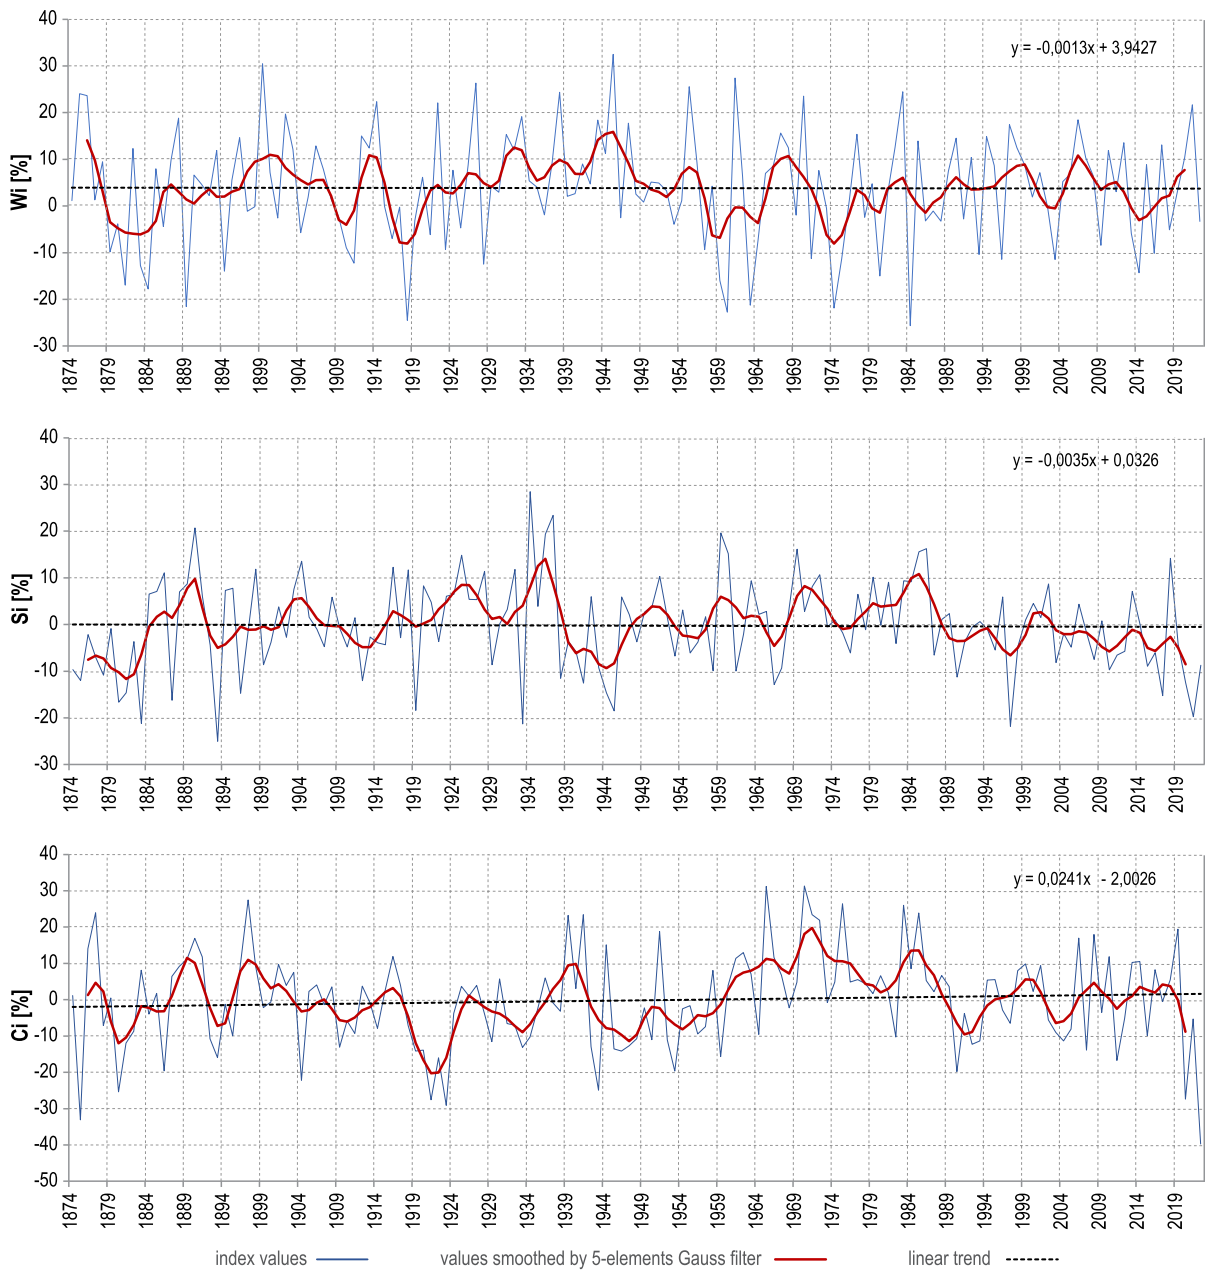 40
y = -0,0013x + 3,9427
30
20
10
0
-10
-20
-30
Wi [%]
1874 1879 1884 1889 1894 1899 1904 1909 1914 1919 1924 1929 1934 1939 1944 1949 1954 1959 1964 1969 1974 1979 1984 1989 1994 1999 2004 2009 2014 2019
40
y = -0,0035x + 0,0326
30
20
10
0
-10
-20
-30
Si [%]
1874 1879 1884 1889 1894 1899 1904 1909 1914 1919 1924 1929 1934 1939 1944 1949 1954 1959 1964 1969 1974 1979 1984 1989 1994 1999 2004 2009 2014 2019
40
y = 0,0241x - 2,0026
30
20
10
0
-10
-20
-30
-40
-50
Ci [%]
1874 1879 1884 1889 1894 1899 1904 1909 1914 1919 1924 1929 1934 1939 1944 1949 1954 1959 1964 1969 1974 1979 1984 1989 1994 1999 2004 2009 2014 2019
index values values smoothed by 5-elements Gauss filter linear trend